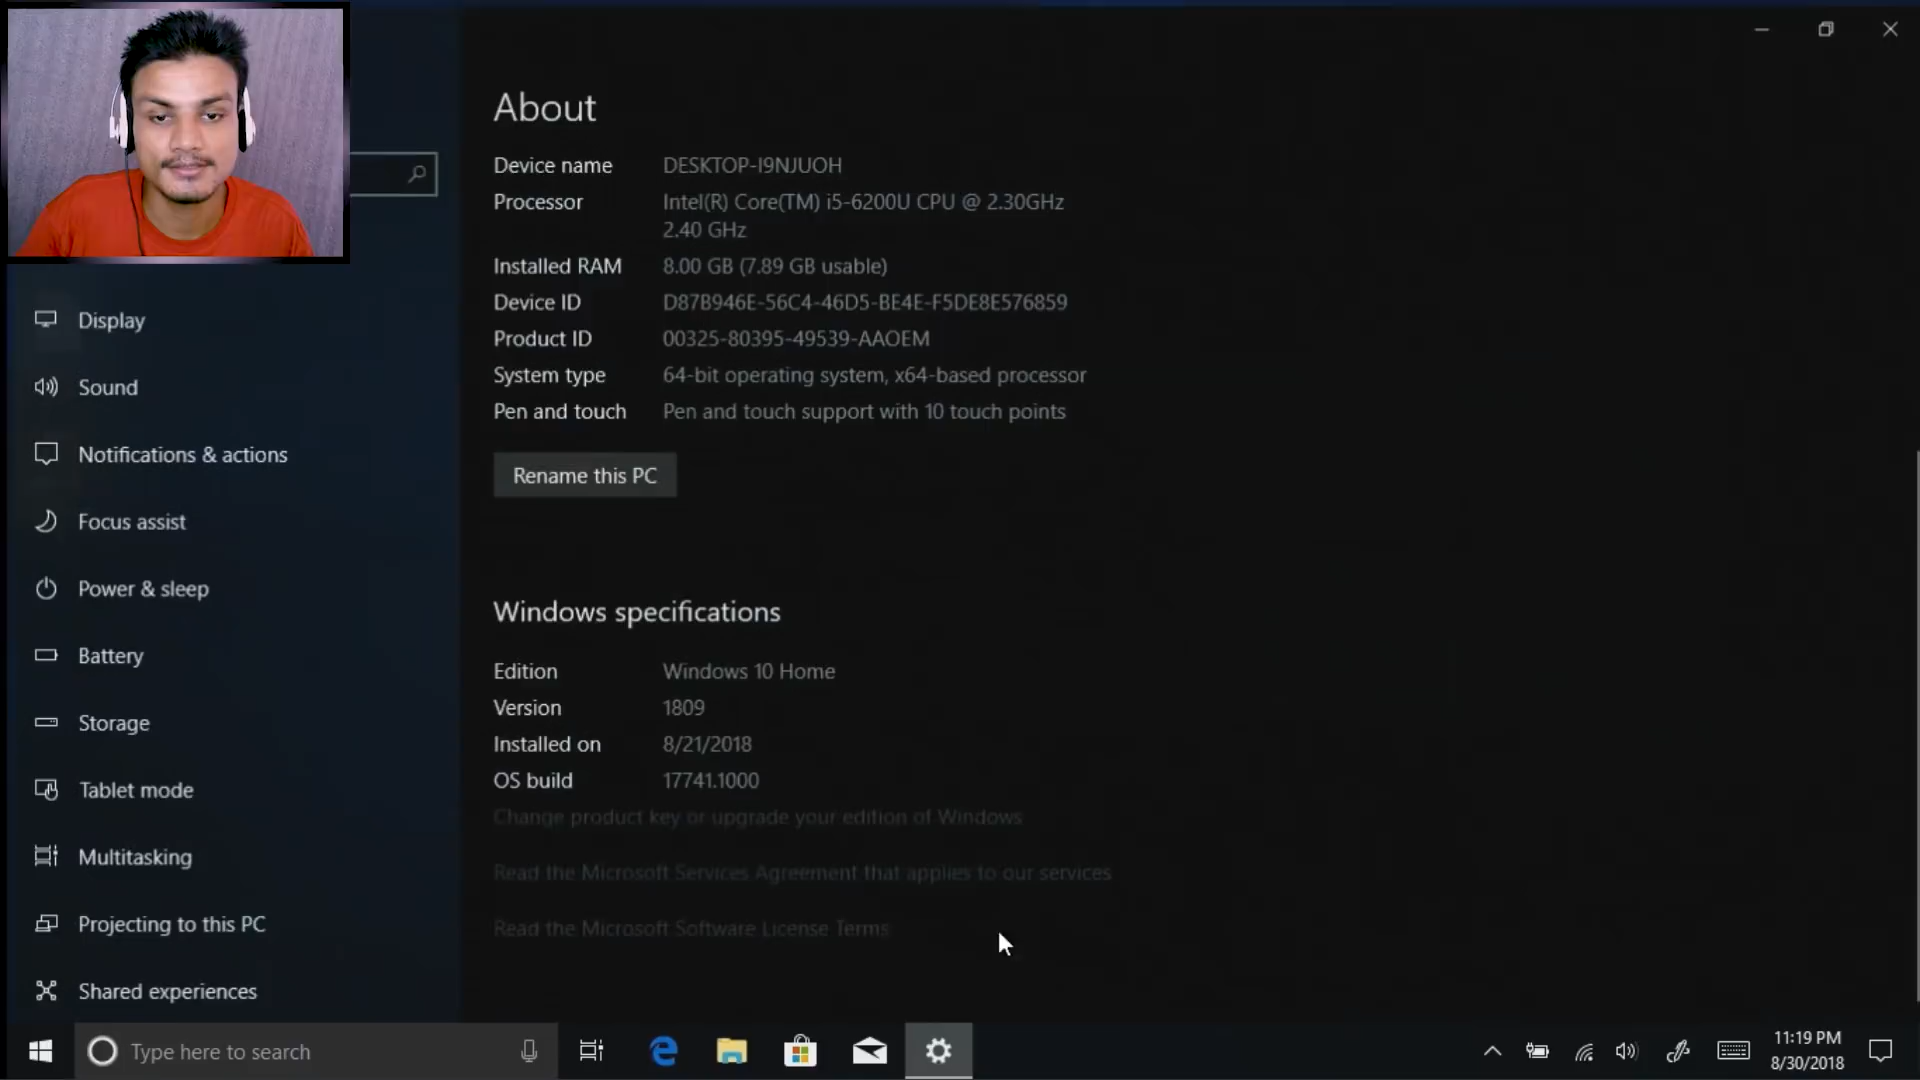 About
Device name DESKTOP-I9NJUOH
Processor Intel(R) Core(TM) i5-6200U CPU @ 2.30GHz
2.40 GHz
Installed RAM 8.00 GB (7.89 GB usable)
Device ID D87B946E-56C4-46D5-BE4E-F5DE8E576859
Product ID 00325-80395-49539-AAOEM
System type 64-bit operating system, x64-based processor
Pen and touch Pen and touch support with 10 touch points
Rename this PC
Windows specifications
Edition Windows 10 Home
Version 1809
Installed on 8/21/2018
OS build 17741.1000
Change product key or upgrade your edition of Windows
Read the Microsoft Services Agreement that applies to our services
Read the Microsoft Software License Terms
Display
Sound
Notifications & actions
Focus assist
Power & sleep
Battery
Storage
Tablet mode
Multitasking
Projecting to this PC
Shared experiences
Type here to search
11:19 PM
8/30/2018